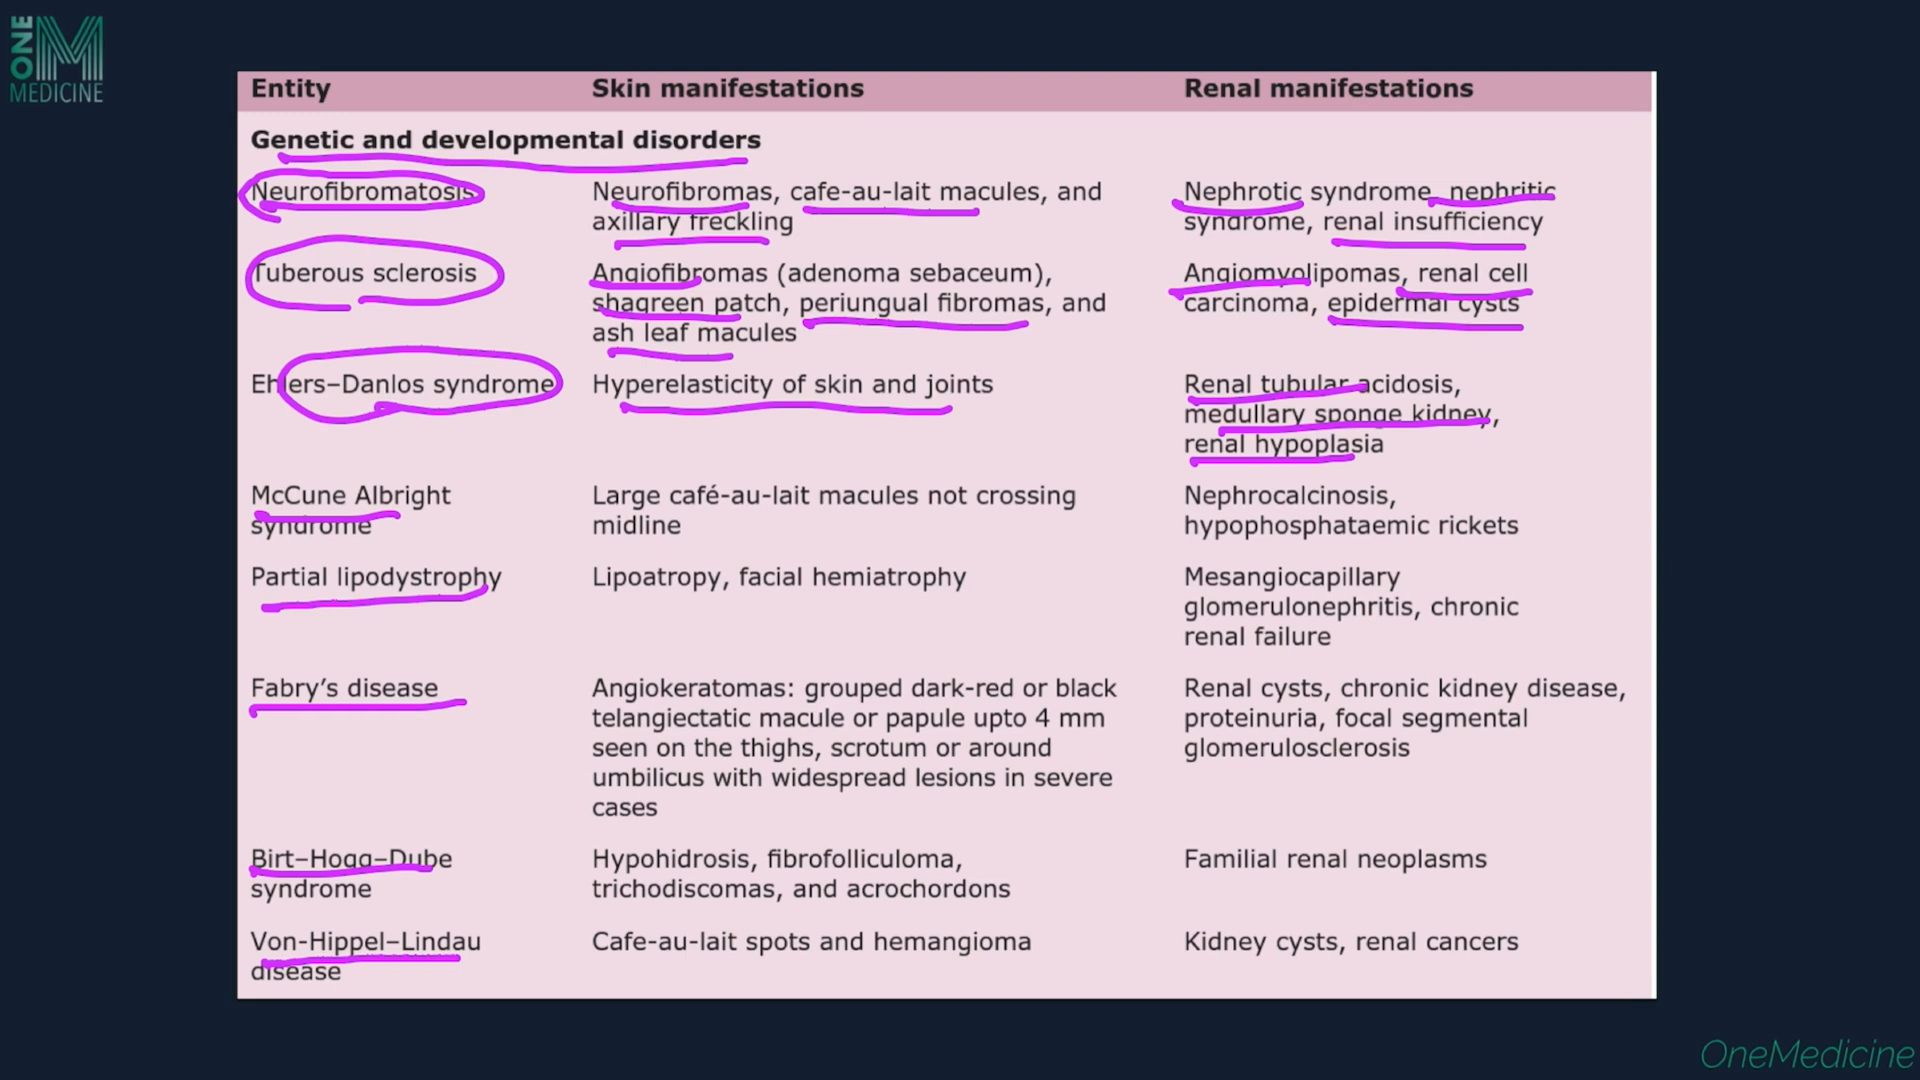 ONE
MEDICINE
Entity Skin manifestations Renal manifestations
Genetic and developmental disorders
Neurofibromatosis Neurofibromas, cafe-au-lait macules, and Nephrotic syndrome, nephritic
axillary freckling syndrome, renal insufficiency
Tuberous sclerosis Angiofibromas (adenoma sebaceum), Angiomyolipomas, renal cell
shagreen patch, periungual fibromas, and carcinoma, epidermal cysts
ash leaf macules
Ehlers–Danlos syndrome Hyperelasticity of skin and joints Renal tubular acidosis,
medullary sponge kidney,
renal hypoplasia
McCune Albright Large café-au-lait macules not crossing Nephrocalcinosis,
syndrome midline hypophosphataemic rickets
Partial lipodystrophy Lipoatropy, facial hemiatrophy Mesangiocapillary
glomerulonephritis, chronic
renal failure
Fabry's disease Angiokeratomas: grouped dark-red or black Renal cysts, chronic kidney disease,
telangiectatic macule or papule upto 4 mm proteinuria, focal segmental
seen on the thighs, scrotum or around glomerulosclerosis
umbilicus with widespread lesions in severe
cases
Birt–Hogg–Dube Hypohidrosis, fibrofolliculoma, Familial renal neoplasms
syndrome trichodiscomas, and acrochordons
Von-Hippel–Lindau Cafe-au-lait spots and hemangioma Kidney cysts, renal cancers
disease
OneMedicine